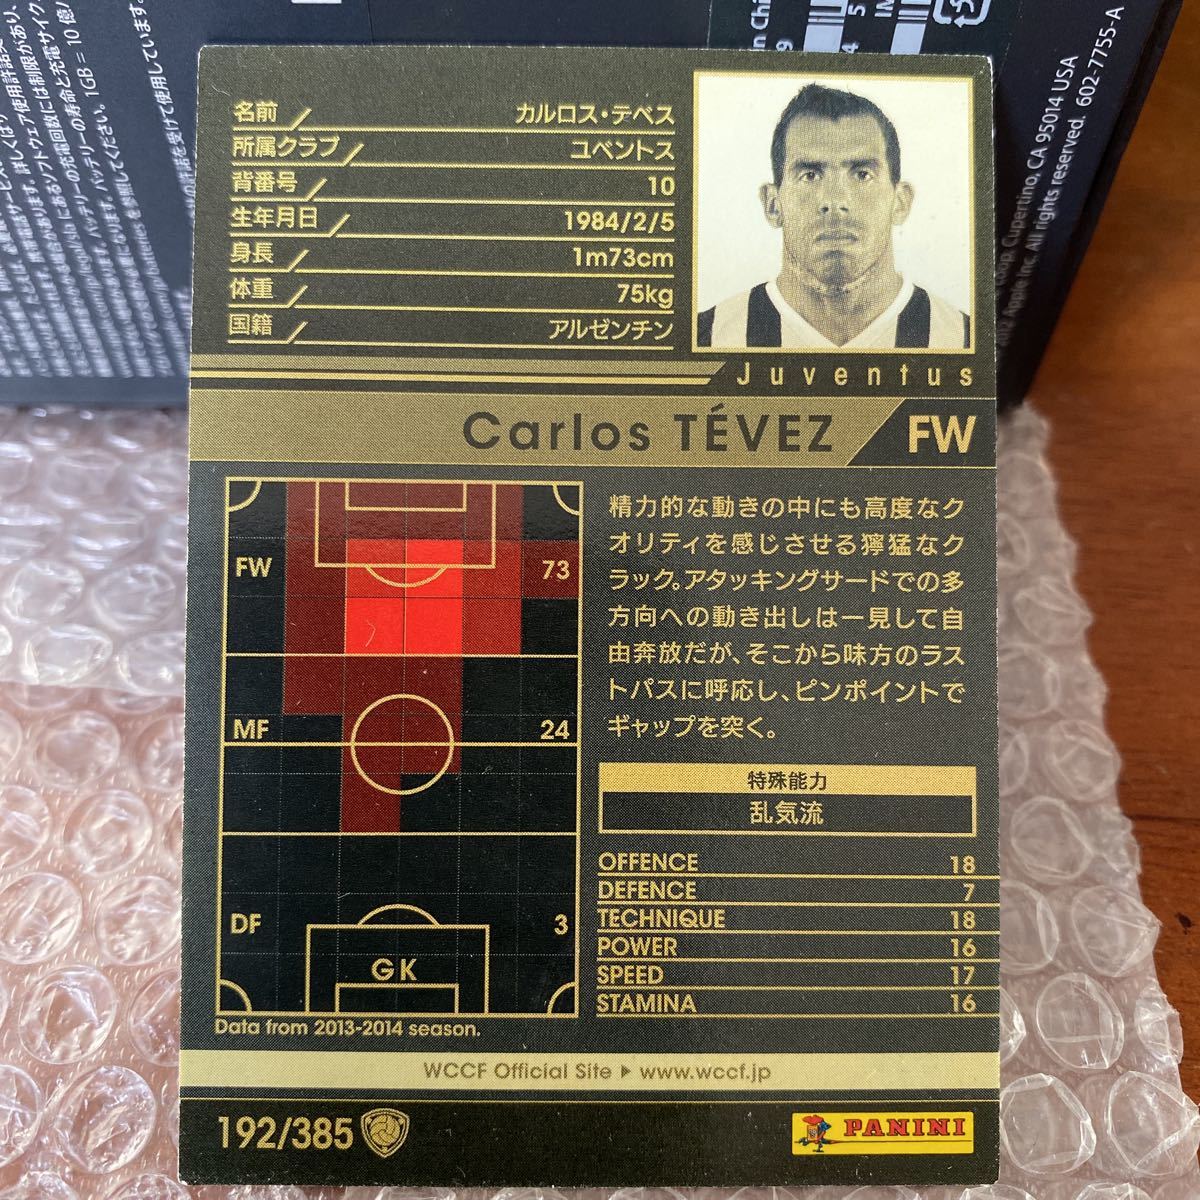 名前 カルロス・テベス
所属クラブ ユベントス
背番号 10
生年月日 1984/2/5
身長 1m73cm
体重 75kg
国籍 アルゼンチン
Juventus
Carlos TÉVEZ FW
FW 73
MF 24
DF 3
GK
Data from 2013-2014 season.
精力的な動きの中にも高度なク
オリティを感じさせる獰猛なク
ラック。アタッキングサードでの多
方向への動き出しは一見して自
由奔放だが、そこから味方のラス
トパスに呼応し、ピンポイントで
ギャップを突く。
特殊能力
乱気流
OFFENCE 18
DEFENCE 7
TECHNIQUE 18
POWER 16
SPEED 17
STAMINA 16
WCCF Official Site ▶ www.wccf.jp
192/385
PANINI
Loop, Cupertino, CA 95014 USA
Apple Inc. All rights reserved. 602-7755-A